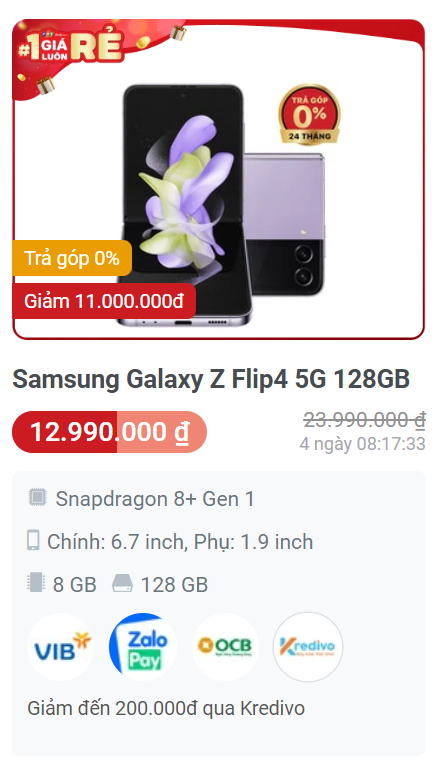 #1 GIÁ LUÔN RẺ
TRẢ GÓP
0%
24 THÁNG
Trả góp 0%
Giảm 11.000.000đ
Samsung Galaxy Z Flip4 5G 128GB
12.990.000 ₫
23.990.000 ₫
4 ngày 08:17:33
Snapdragon 8+ Gen 1
Chính: 6.7 inch, Phụ: 1.9 inch
8 GB 128 GB
VIB Zalo Pay OCB Kredivo
Giảm đến 200.000đ qua Kredivo